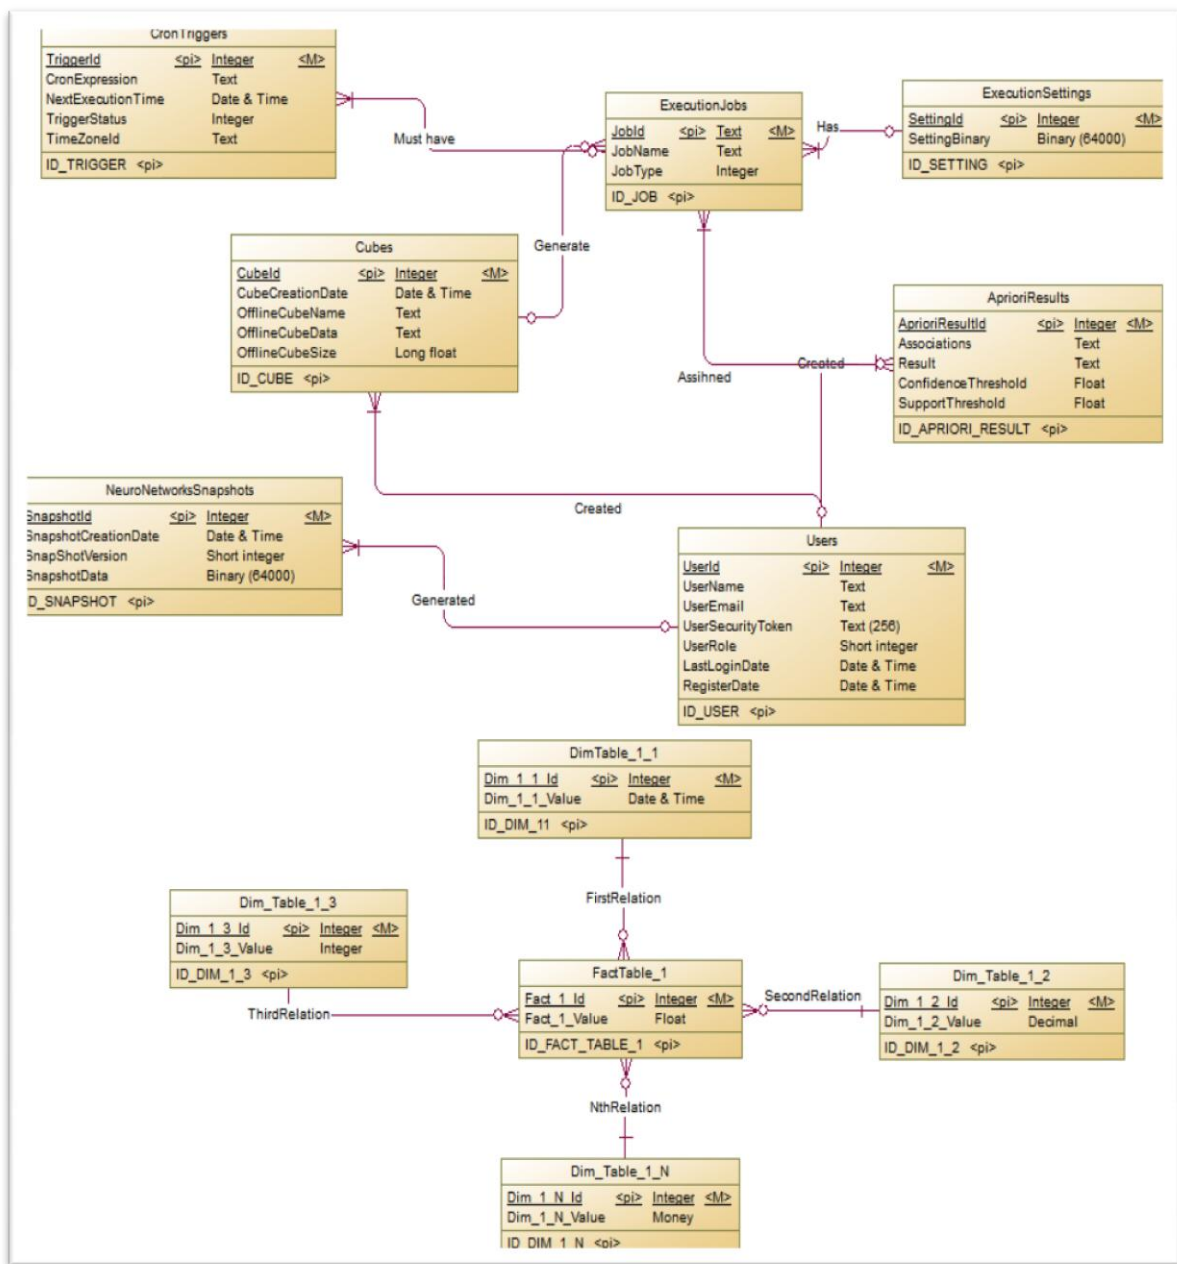 CronTriggers
TriggerId <pi> Integer <M>
CronExpression Text
NextExecutionTime Date & Time
TriggerStatus Integer
TimeZoneId Text
ID_TRIGGER <pi>
Must have
ExecutionJobs
JobId <pi> Text <M>
JobName Text
JobType Integer
ID_JOB <pi>
Has
ExecutionSettings
SettingId <pi> Integer <M>
SettingBinary Binary (64000)
ID_SETTING <pi>
Generate
Cubes
CubeId <pi> Integer <M>
CubeCreationDate Date & Time
OfflineCubeName Text
OfflineCubeData Text
OfflineCubeSize Long float
ID_CUBE <pi>
Assihned
Created
AprioriResults
AprioriResultId <pi> Integer <M>
Associations Text
Result Text
ConfidenceThreshold Float
SupportThreshold Float
ID_APRIORI_RESULT <pi>
NeuroNetworksSnapshots
SnapshotId <pi> Integer <M>
SnapshotCreationDate Date & Time
SnapShotVersion Short integer
SnapshotData Binary (64000)
ID_SNAPSHOT <pi>
Created
Generated
Users
UserId <pi> Integer <M>
UserName Text
UserEmail Text
UserSecurityToken Text (256)
UserRole Short integer
LastLoginDate Date & Time
RegisterDate Date & Time
ID_USER <pi>
DimTable_1_1
Dim_1_1_Id <pi> Integer <M>
Dim_1_1_Value Date & Time
ID_DIM_11 <pi>
FirstRelation
Dim_Table_1_3
Dim_1_3_Id <pi> Integer <M>
Dim_1_3_Value Integer
ID_DIM_1_3 <pi>
ThirdRelation
FactTable_1
Fact_1_Id <pi> Integer <M>
Fact_1_Value Float
ID_FACT_TABLE_1 <pi>
SecondRelation
Dim_Table_1_2
Dim_1_2_Id <pi> Integer <M>
Dim_1_2_Value Decimal
ID_DIM_1_2 <pi>
NthRelation
Dim_Table_1_N
Dim_1_N_Id <pi> Integer <M>
Dim_1_N_Value Money
ID_DIM_1_N <pi>